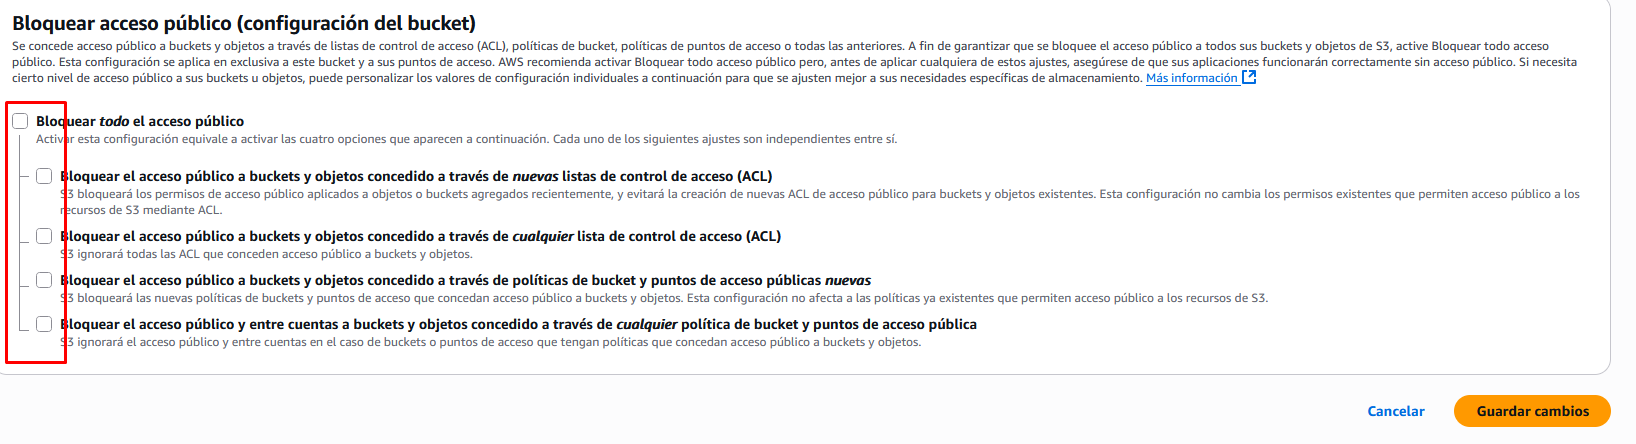 Bloquear acceso público (configuración del bucket)
Se concede acceso público a buckets y objetos a través de listas de control de acceso (ACL), políticas de bucket, políticas de puntos de acceso o todas las anteriores. A fin de garantizar que se bloquee el acceso público a todos sus buckets y objetos de S3, active Bloquear todo acceso
público. Esta configuración se aplica en exclusiva a este bucket y a sus puntos de acceso. AWS recomienda activar Bloquear todo acceso público pero, antes de aplicar cualquiera de estos ajustes, asegúrese de que sus aplicaciones funcionarán correctamente sin acceso público. Si necesita
cierto nivel de acceso público a sus buckets u objetos, puede personalizar los valores de configuración individuales a continuación para que se ajusten mejor a sus necesidades específicas de almacenamiento. Más información
Bloquear todo el acceso público
Activar esta configuración equivale a activar las cuatro opciones que aparecen a continuación. Cada uno de los siguientes ajustes son independientes entre sí.
Bloquear el acceso público a buckets y objetos concedido a través de nuevas listas de control de acceso (ACL)
S3 bloqueará los permisos de acceso público aplicados a objetos o buckets agregados recientemente, y evitará la creación de nuevas ACL de acceso público para buckets y objetos existentes. Esta configuración no cambia los permisos existentes que permiten acceso público a los
recursos de S3 mediante ACL.
Bloquear el acceso público a buckets y objetos concedido a través de cualquier lista de control de acceso (ACL)
S3 ignorará todas las ACL que conceden acceso público a buckets y objetos.
Bloquear el acceso público a buckets y objetos concedido a través de políticas de bucket y puntos de acceso públicas nuevas
S3 bloqueará las nuevas políticas de buckets y puntos de acceso que concedan acceso público a buckets y objetos. Esta configuración no afecta a las políticas ya existentes que permiten acceso público a los recursos de S3.
Bloquear el acceso público y entre cuentas a buckets y objetos concedido a través de cualquier política de bucket y puntos de acceso pública
S3 ignorará el acceso público y entre cuentas en el caso de buckets o puntos de acceso que tengan políticas que concedan acceso público a buckets y objetos.
Cancelar
Guardar cambios